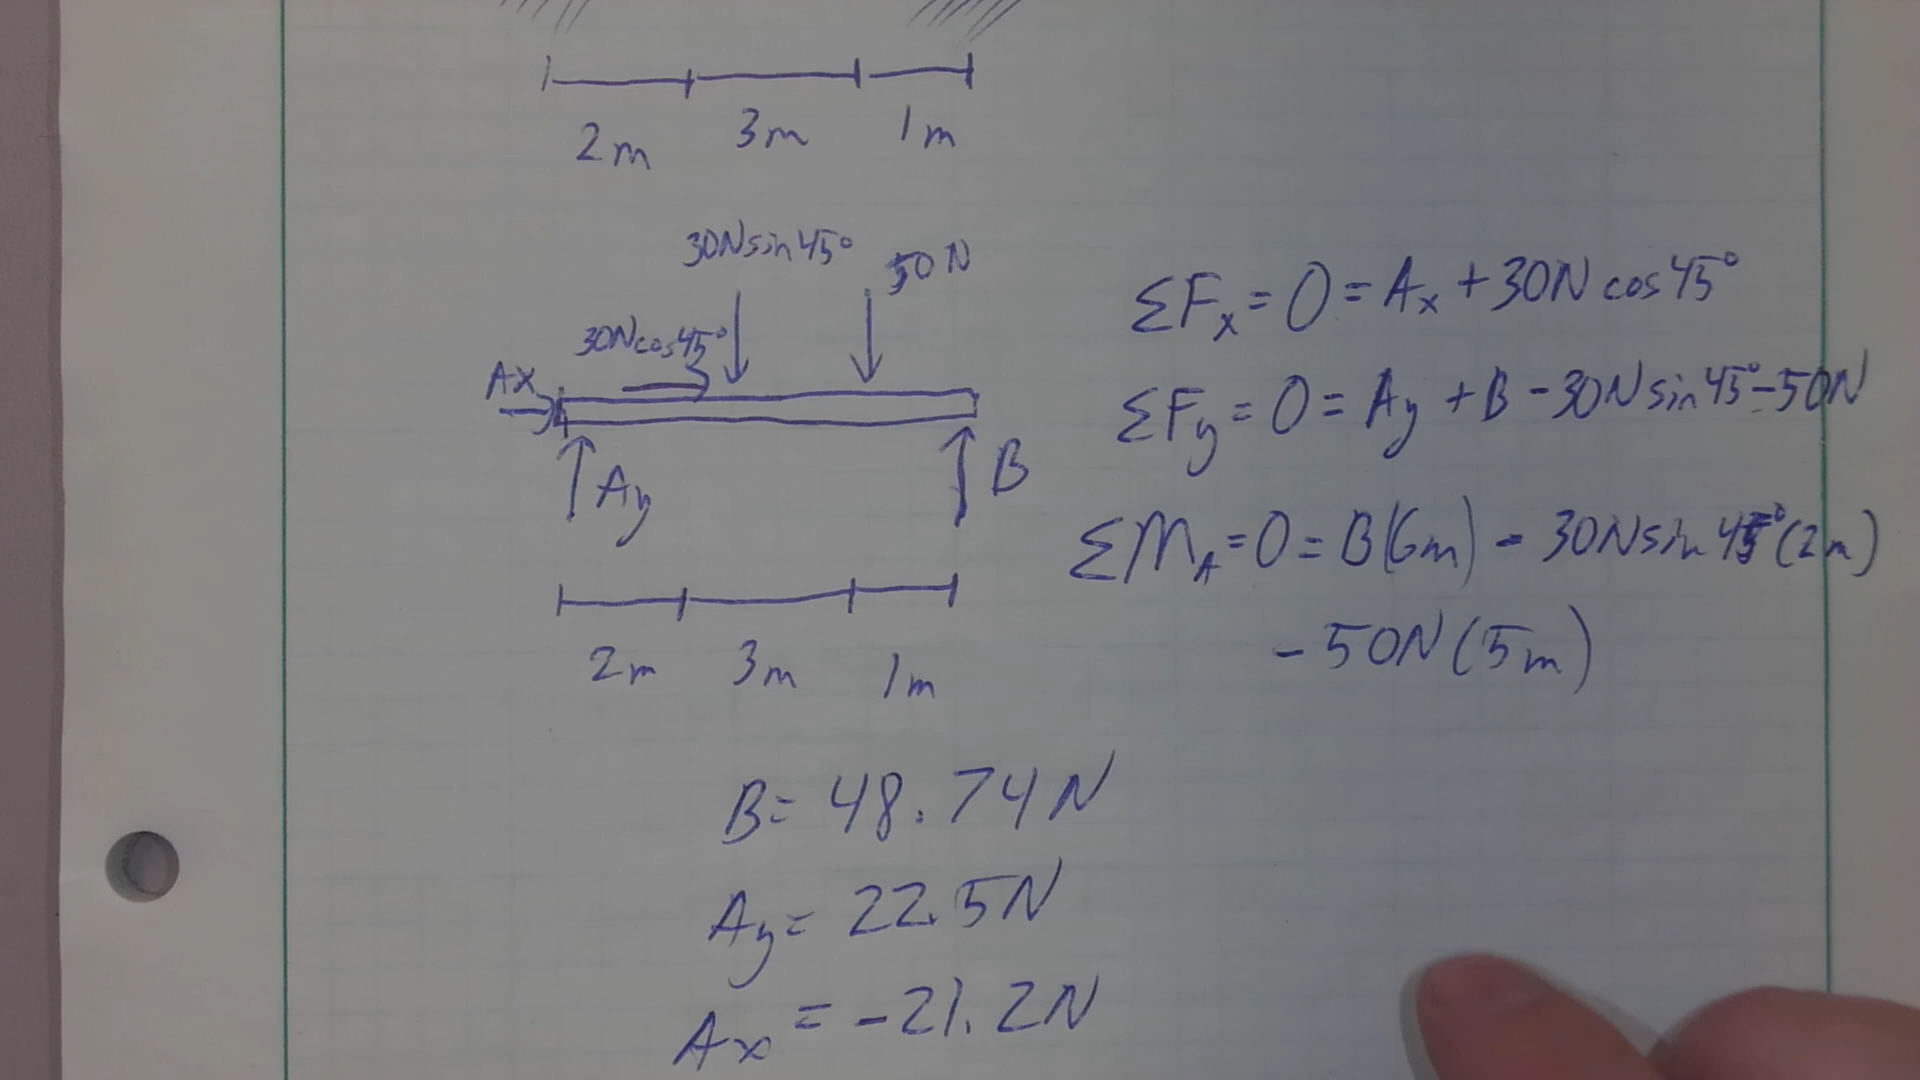 2m 3m 1m
30N sin 45° 50N
30N cos 45°
Ax
Ay B
2m 3m 1m
ΣFx = 0 = Ax + 30N cos 45°
ΣFy = 0 = Ay + B - 30N sin 45° - 50N
ΣMA = 0 = B(6m) - 30N sin 45° (2m)
- 50N (5m)
B = 48.74N
Ay = 22.5N
Ax = -21.2N